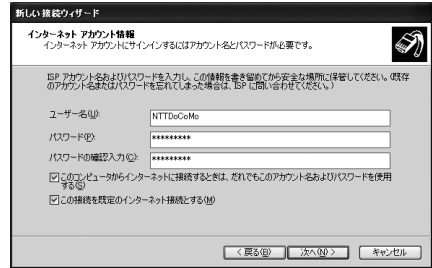 新しい接続ウィザード
インターネット アカウント情報
インターネット アカウントにサインインするにはアカウント名とパスワードが必要です。
ISP アカウント名およびパスワードを入力し、この情報を書き留めてから安全な場所に保管してください。(既存
のアカウント名またはパスワードを忘れてしまった場合は、ISP に問い合わせてください。)
ユーザー名(U): NTTDoCoMo
パスワード(P): *********
パスワードの確認入力(C): *********
このコンピュータからインターネットに接続するときは、だれでもこのアカウント名およびパスワードを使用
する(S)
この接続を既定のインターネット接続とする(M)
< 戻る(B) 次へ(N) > キャンセル